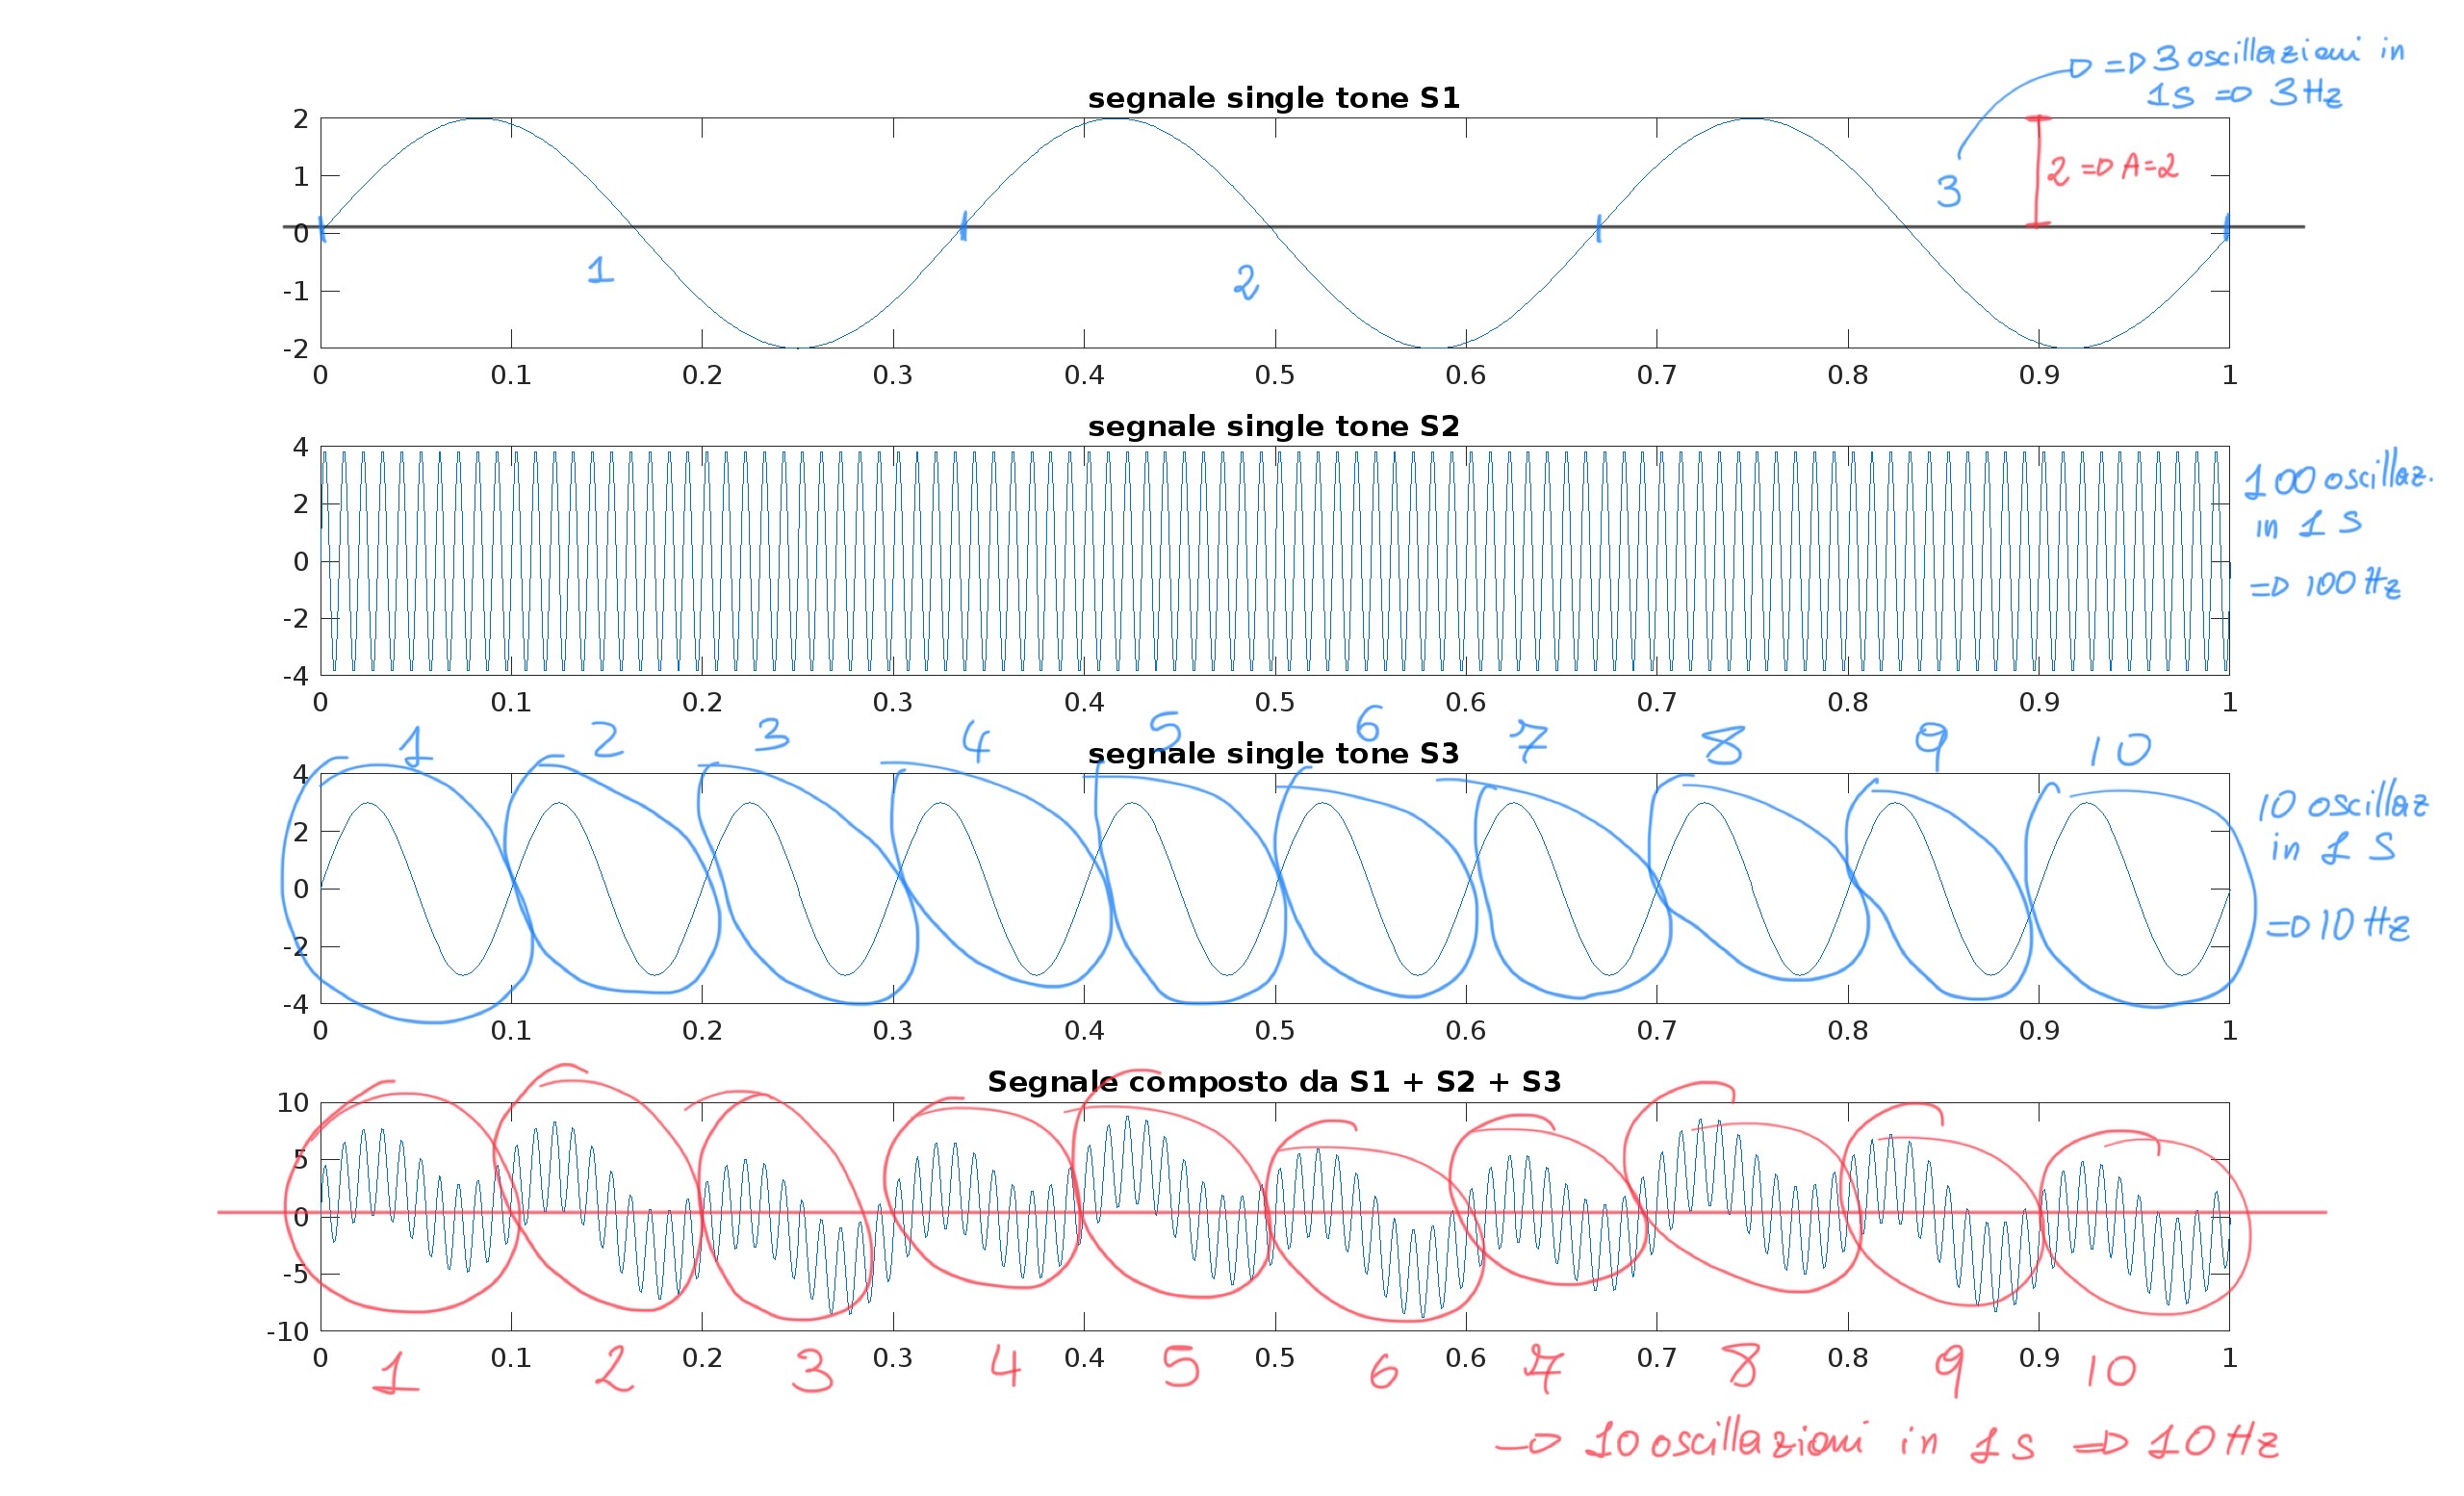 D =D 3 oscillazioni in
1s =D 3 Hz
segnale single tone S1
2
1
0
-1
-2
1
2
3
2 =D A=2
0 0.1 0.2 0.3 0.4 0.5 0.6 0.7 0.8 0.9 1
segnale single tone S2
4
2
0
-2
-4
100 oscillaz.
in 1 S
=D 100 Hz
0 0.1 0.2 0.3 0.4 0.5 0.6 0.7 0.8 0.9 1
1 2 3 4 5 6 7 8 9 10
segnale single tone S3
4
2
0
-2
-4
10 oscillaz
in 1 S
=D 10 Hz
0 0.1 0.2 0.3 0.4 0.5 0.6 0.7 0.8 0.9 1
Segnale composto da S1 + S2 + S3
10
5
0
-5
-10
0 0.1 0.2 0.3 0.4 0.5 0.6 0.7 0.8 0.9 1
1 2 3 4 5 6 7 8 9 10
-D 10 oscillazioni in 1 s =D 10 Hz